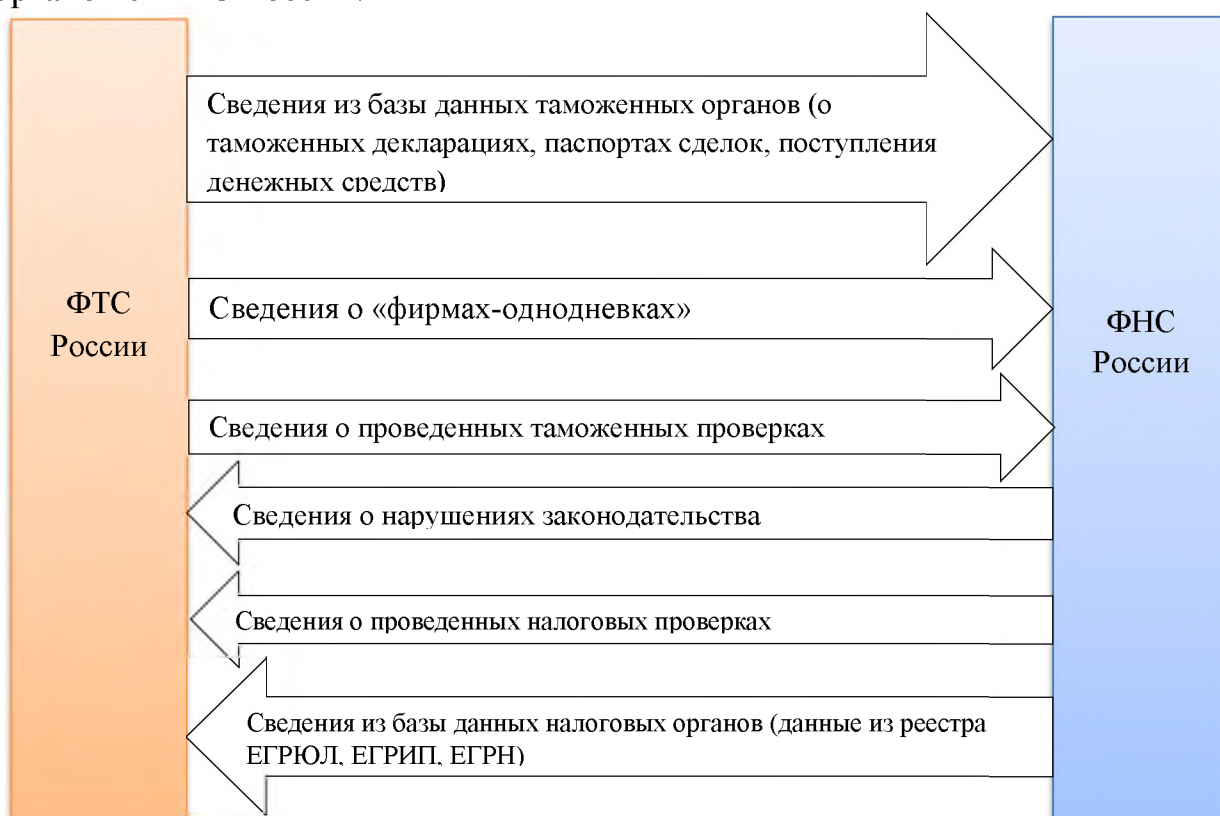 Сведения из базы данных таможенных органов (о
таможенных декларациях, паспортах сделок, поступления
денежных средств)
ФТС
России
Сведения о «фирмах-однодневках»
ФНС
России
Сведения о проведенных таможенных проверках
Сведения о нарушениях законодательства
Сведения о проведенных налоговых проверках
Сведения из базы данных налоговых органов (данные из реестра
ЕГРЮЛ, ЕГРИП, ЕГРН)